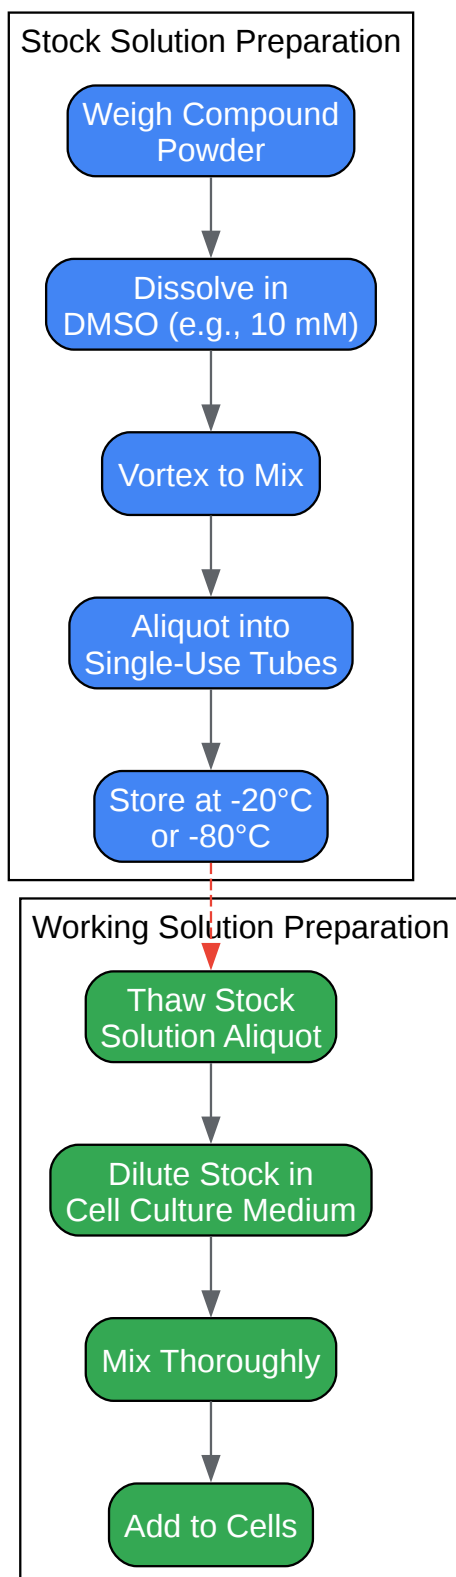 Stock Solution Preparation
Weigh Compound
Powder
Dissolve in
DMSO (e.g., 10 mM)
Vortex to Mix
Aliquot into
Single-Use Tubes
Store at -20°C
or -80°C
Working Solution Preparation
Thaw Stock
Solution Aliquot
Dilute Stock in
Cell Culture Medium
Mix Thoroughly
Add to Cells